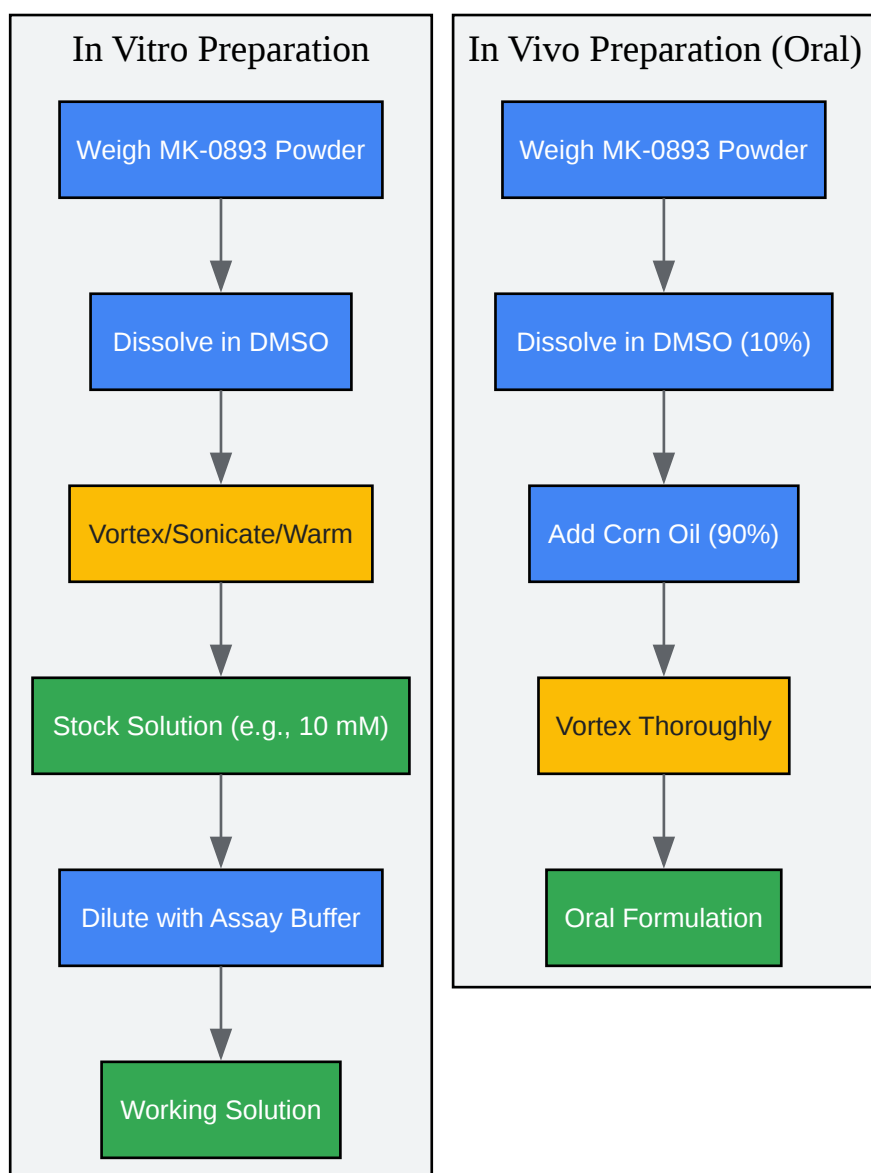 In Vitro Preparation
Weigh MK-0893 Powder
Dissolve in DMSO
Vortex/Sonicate/Warm
Stock Solution (e.g., 10 mM)
Dilute with Assay Buffer
Working Solution
In Vivo Preparation (Oral)
Weigh MK-0893 Powder
Dissolve in DMSO (10%)
Add Corn Oil (90%)
Vortex Thoroughly
Oral Formulation